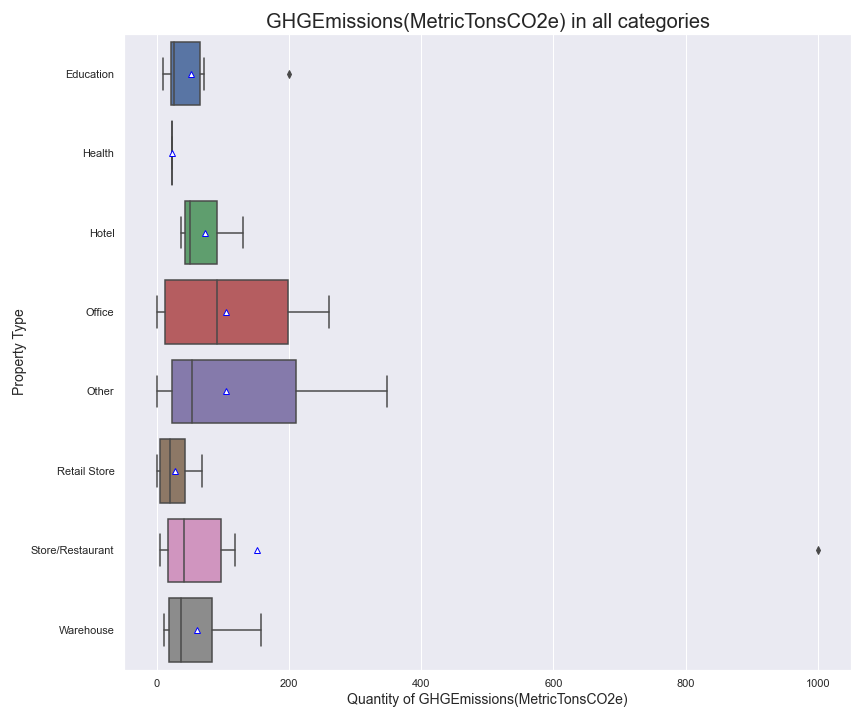 GHGEmissions(MetricTonsCO2e) in all categories
Property Type
Education
Health
Hotel
Office
Other
Retail Store
Store/Restaurant
Warehouse
0 200 400 600 800 1000
Quantity of GHGEmissions(MetricTonsCO2e)